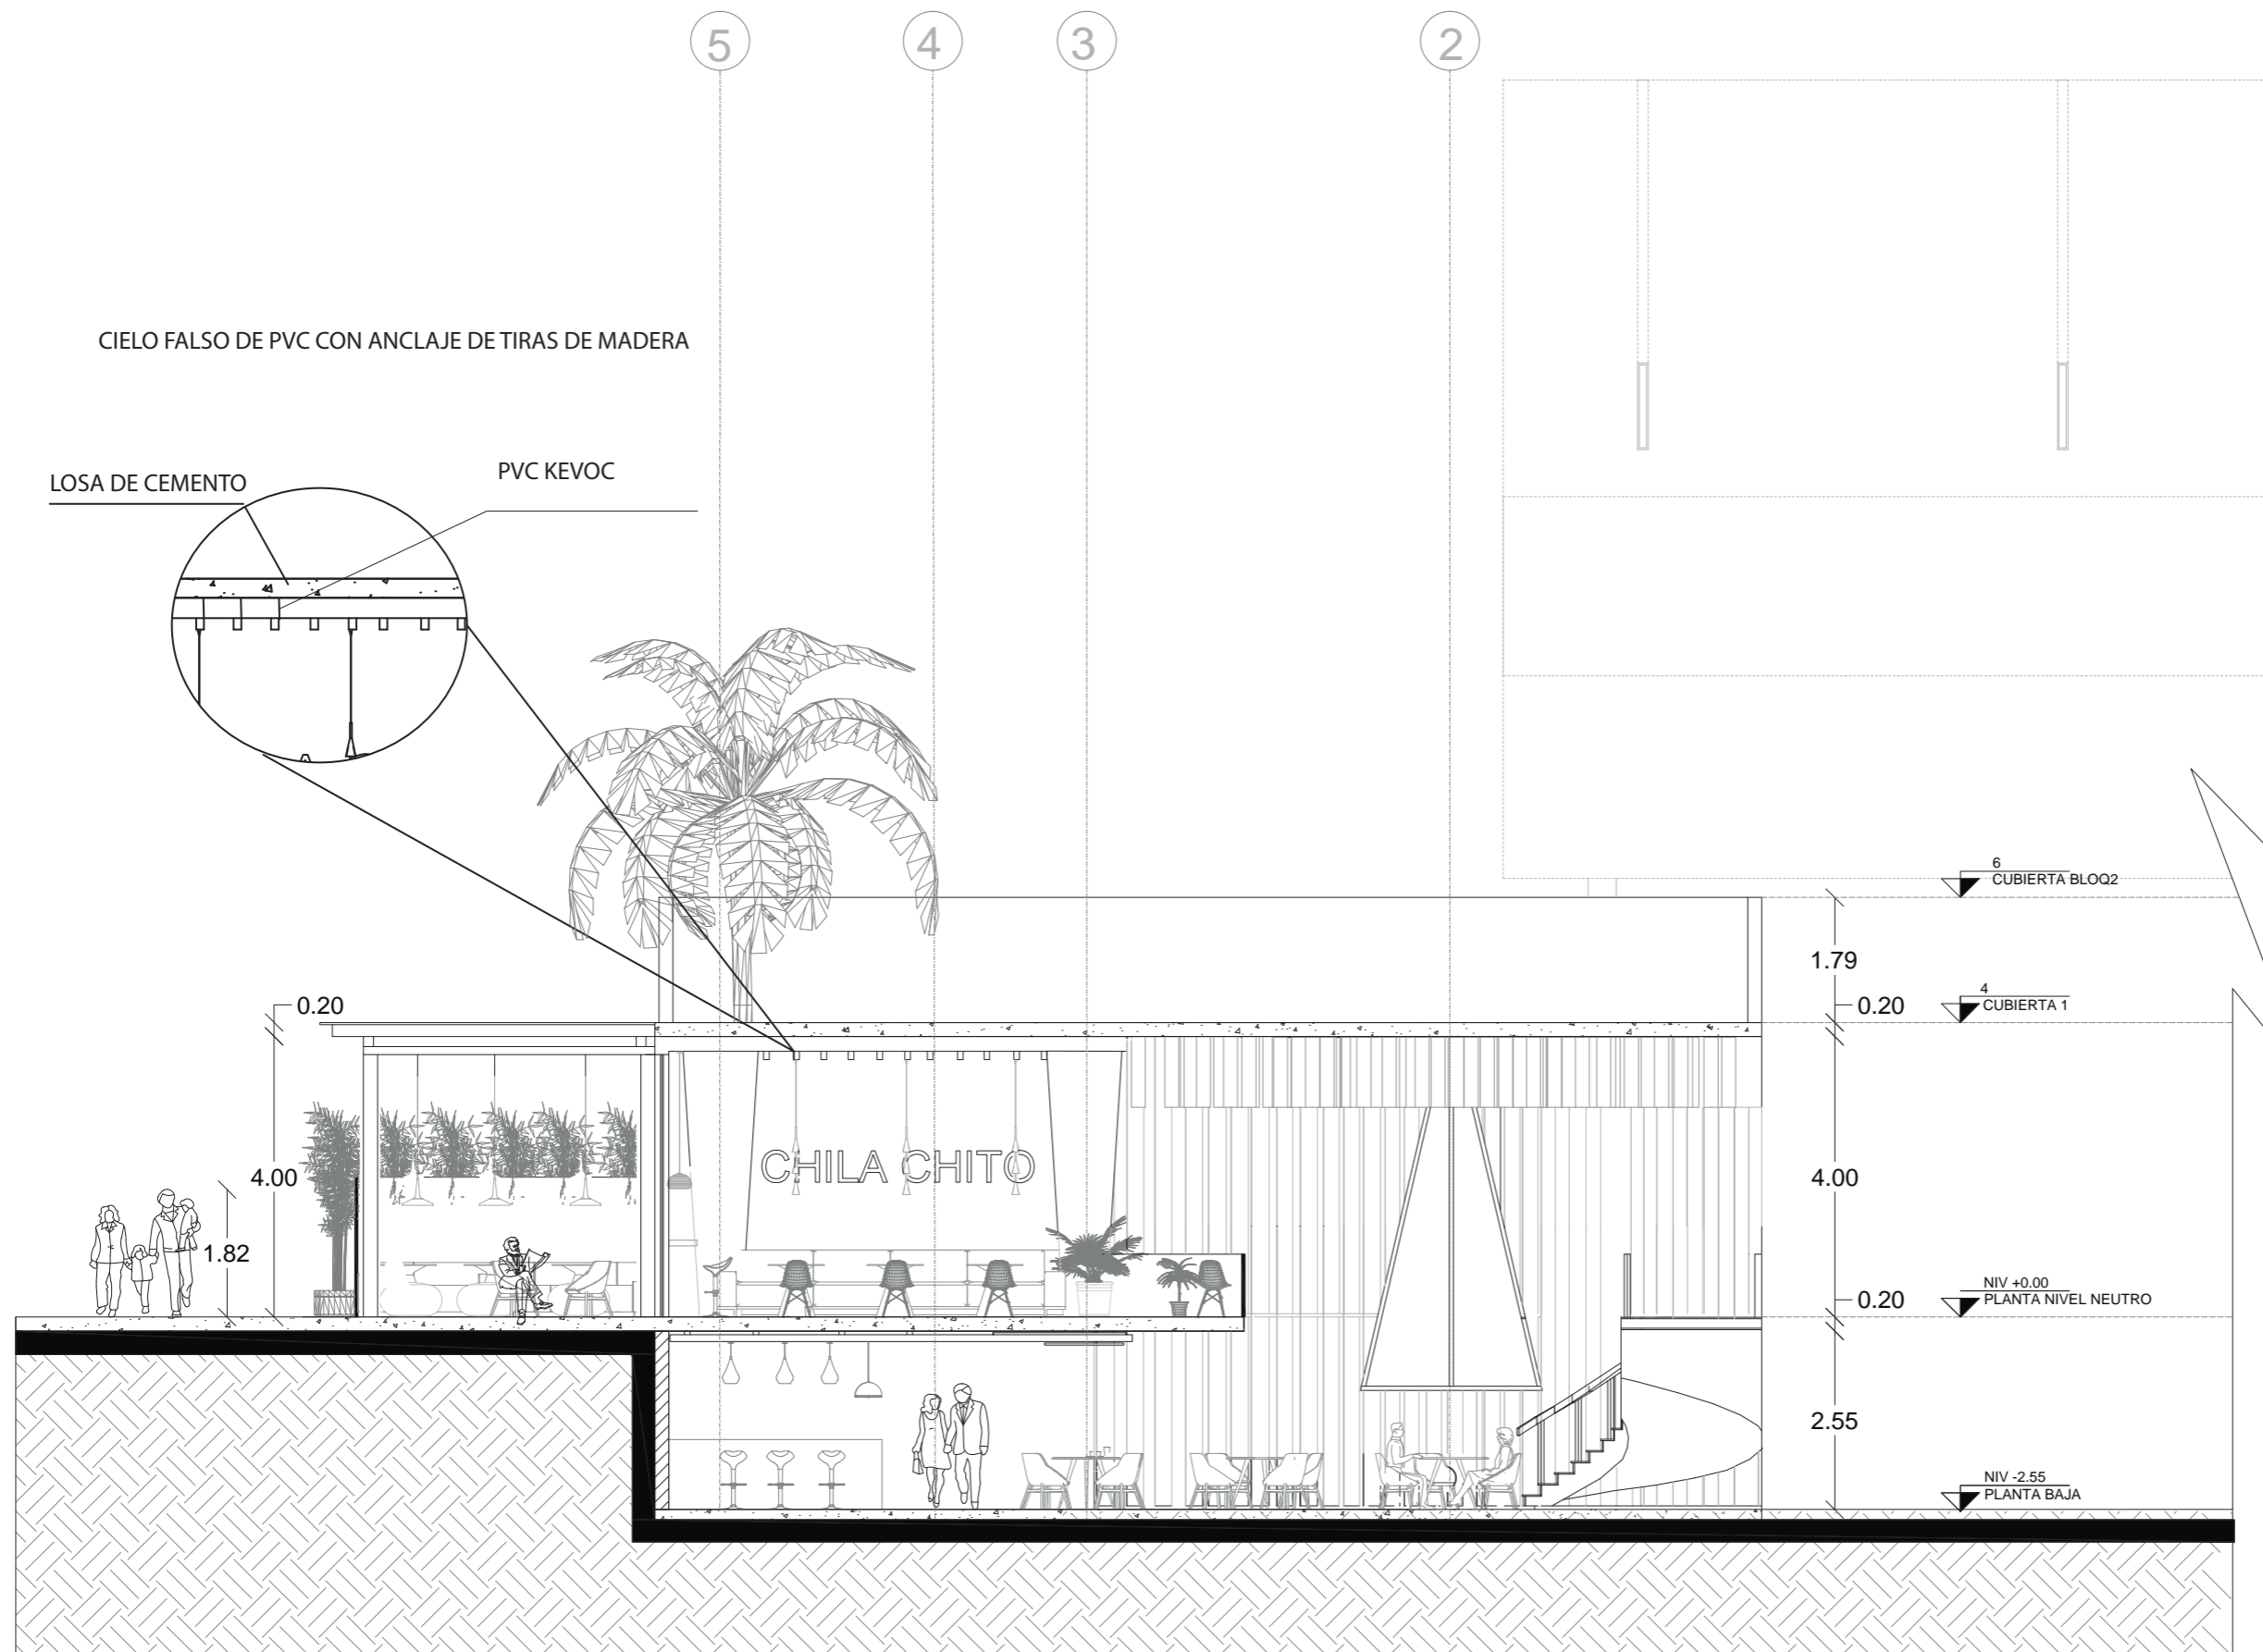 5
4
3
2
CIELO FALSO DE PVC CON ANCLAJE DE TIRAS DE MADERA
LOSA DE CEMENTO
PVC KEVOC
6
CUBIERTA BLOQ2
1.79
0.20
4
CUBIERTA 1
0.20
CHILA CHITO
4.00
4.00
1.82
NIV +0.00
PLANTA NIVEL NEUTRO
0.20
2.55
NIV -2.55
PLANTA BAJA